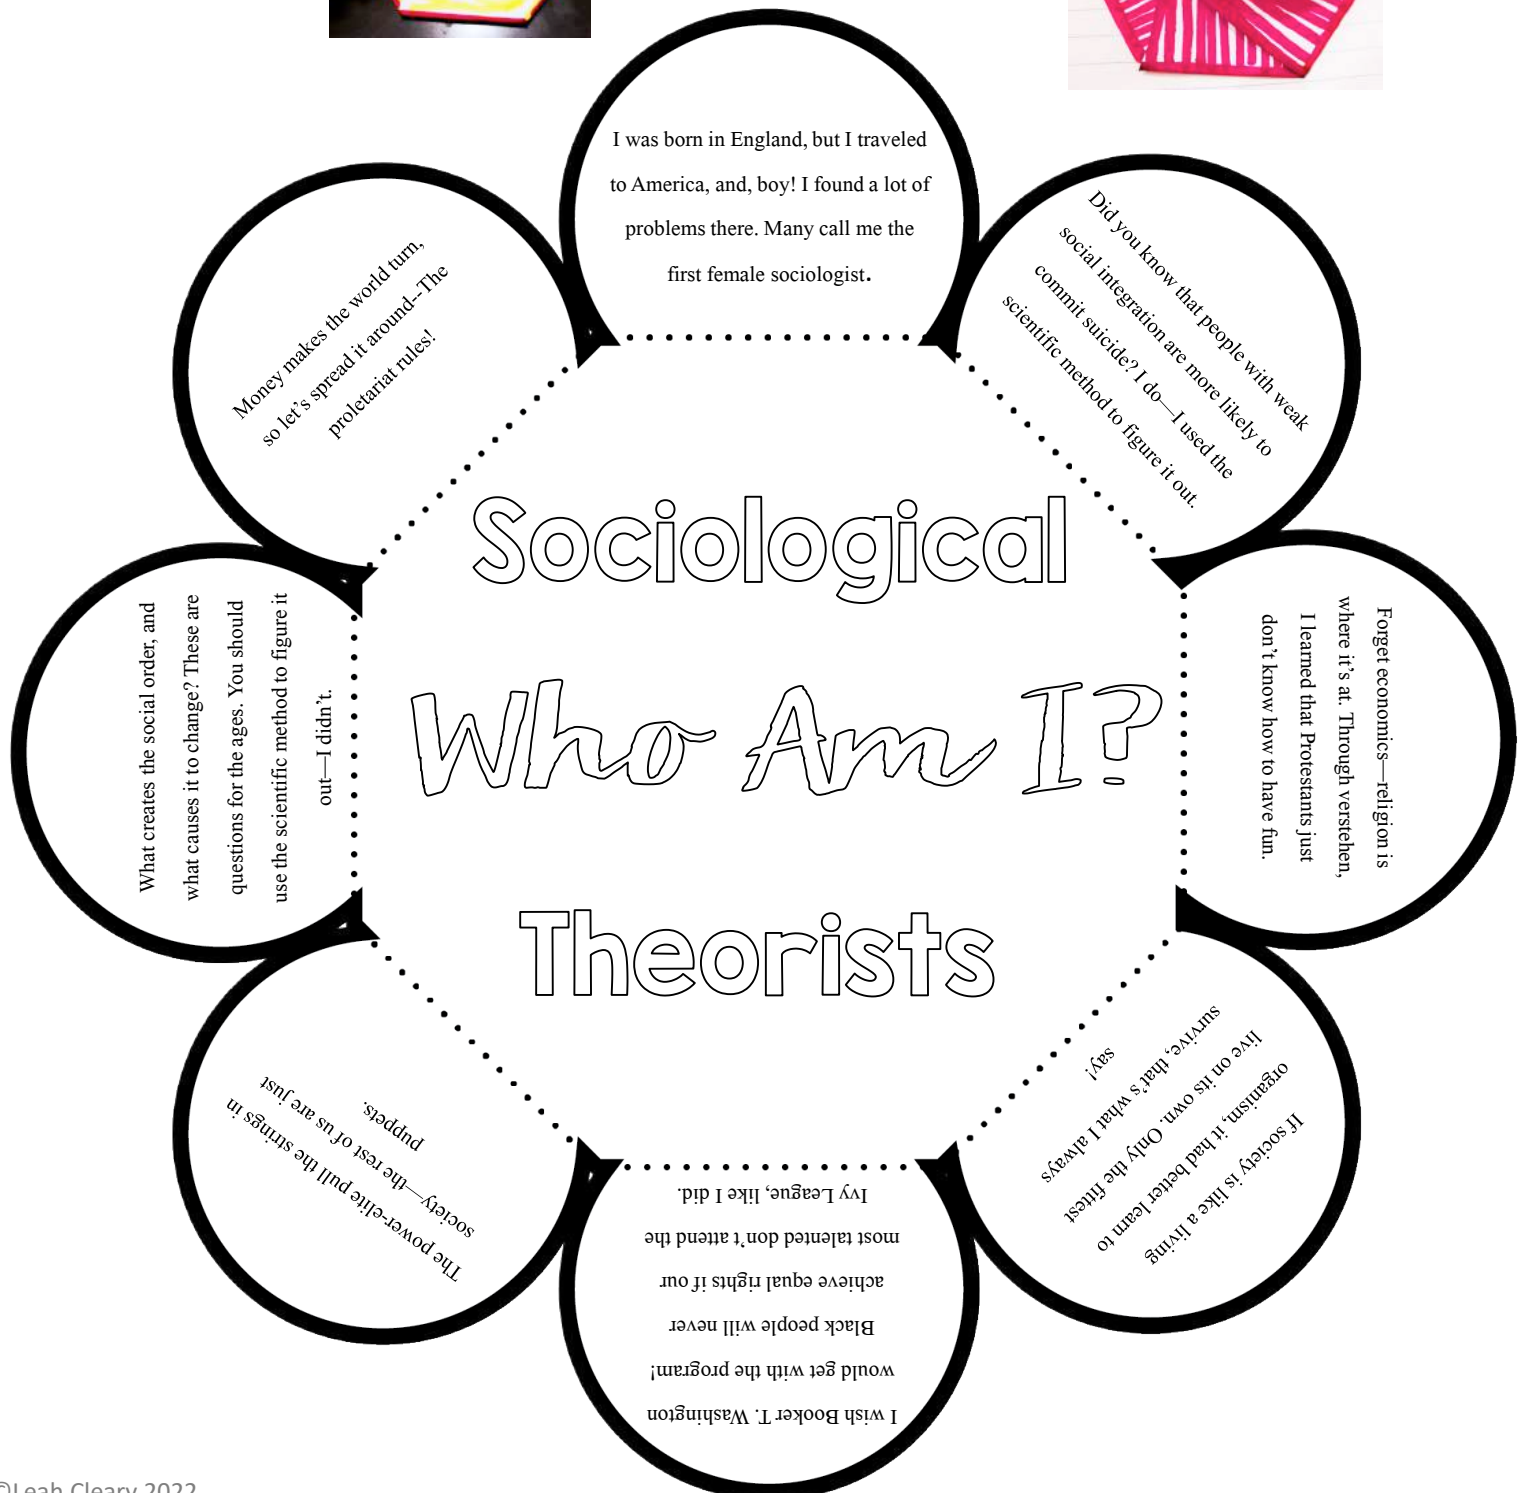 I was born in England, but I traveled
to America, and, boy! I found a lot of
problems there. Many call me the
first female sociologist.
Did you know that people with weak
social integration are more likely to
commit suicide? I do—I used the
scientific method to figure it out.
Forget economics—religion is
where it's at. Through verstehen,
I learned that Protestants just
don't know how to have fun.
If society is like a living
organism, it had better learn to
live on its own. Only the fittest
survive, that's what I always
say!
I wish Booker T. Washington
would get with the program!
Black people will never
achieve equal rights if our
most talented don't attend the
Ivy League, like I did.
The power-elite pull the strings in
society—the rest of us are just
puppets.
What creates the social order, and
what causes it to change? These are
questions for the ages. You should
use the scientific method to figure it
out—I didn't.
Money makes the world turn,
so let's spread it around--The
proletariat rules!
Sociological
Who Am I?
Theorists
©Leah Cleary 2022